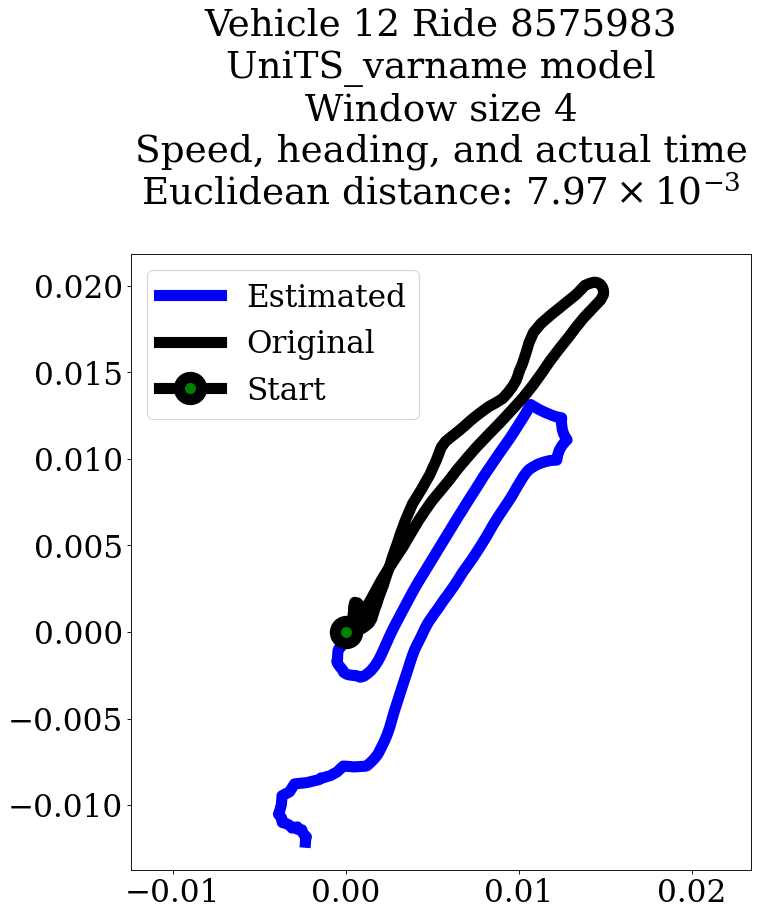 Vehicle 12 Ride 8575983
UniTS_varname model
Window size 4
Speed, heading, and actual time
Euclidean distance: 7.97 × 10⁻³
Estimated
Original
Start
0.020
0.015
0.010
0.005
0.000
−0.005
−0.010
−0.01 0.00 0.01 0.02